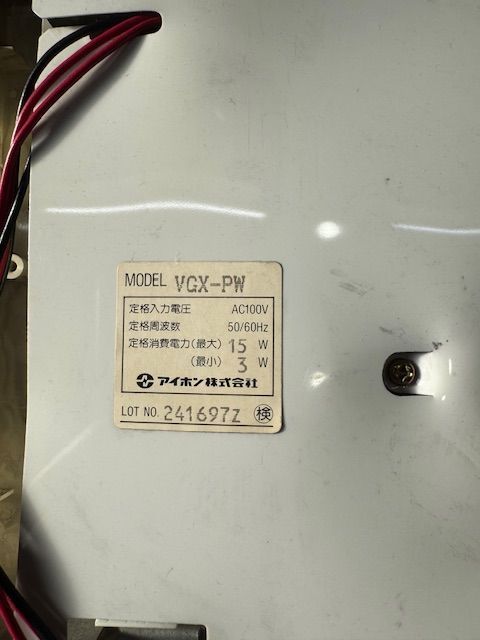 MODEL VGX-PW
定格入力電圧 AC100V
定格周波数 50/60Hz
定格消費電力(最大) 15 W
(最小) 3 W
アイホン株式会社
LOT NO. 241697Z 検